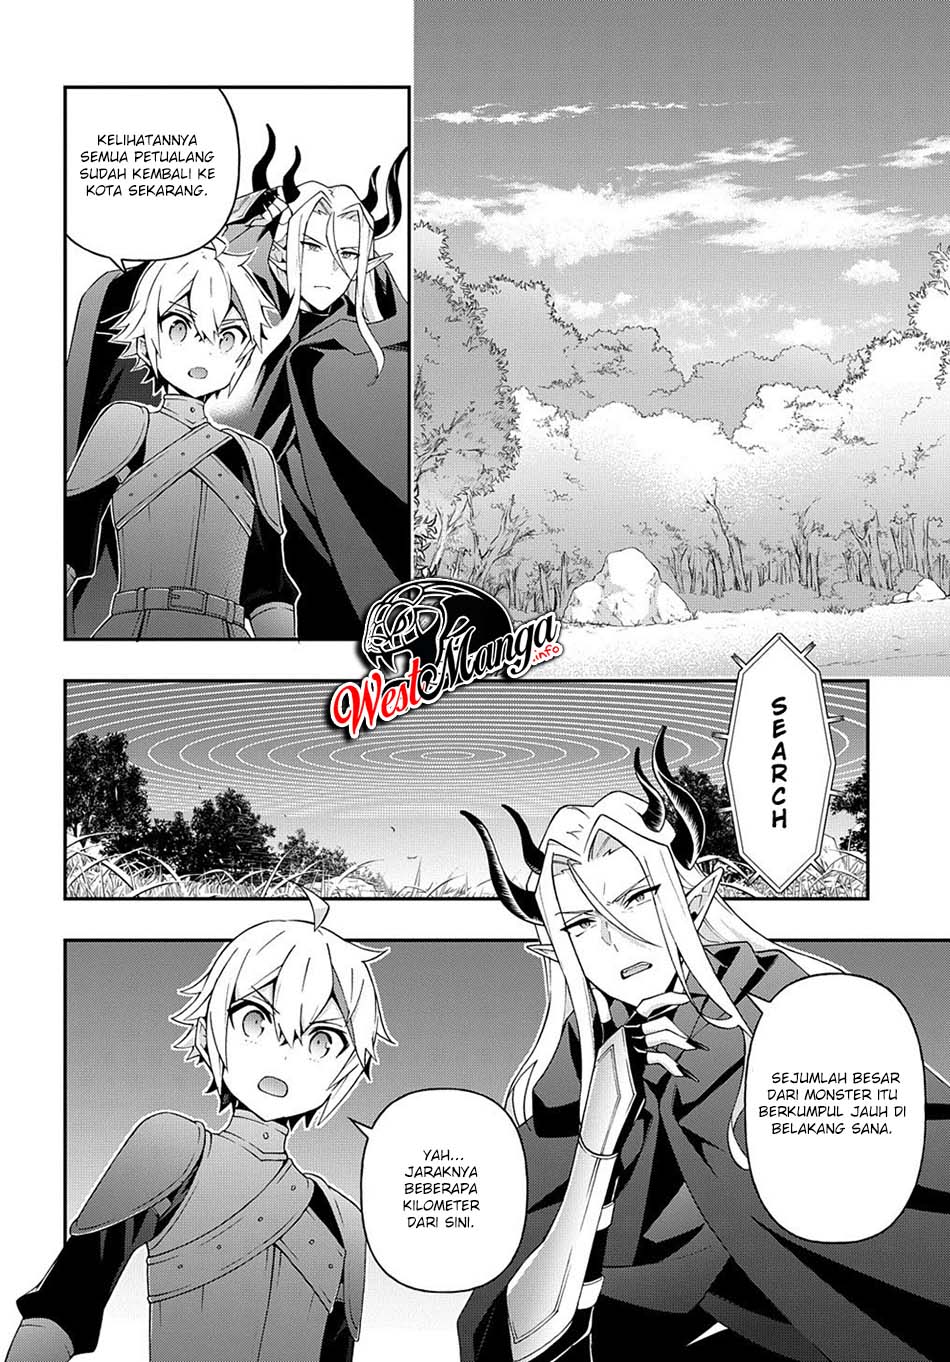 KELIHATANNYA
SEMUA PETUALANG
SUDAH KEMBALI KE
KOTA SEKARANG.
WestManga
.info
SEARCH
SEJUMLAH BESAR
DARI MONSTER ITU
BERKUMPUL JAUH DI
BELAKANG SANA.
YAH...
JARAKNYA
BEBERAPA
KILOMETER
DARI SINI.